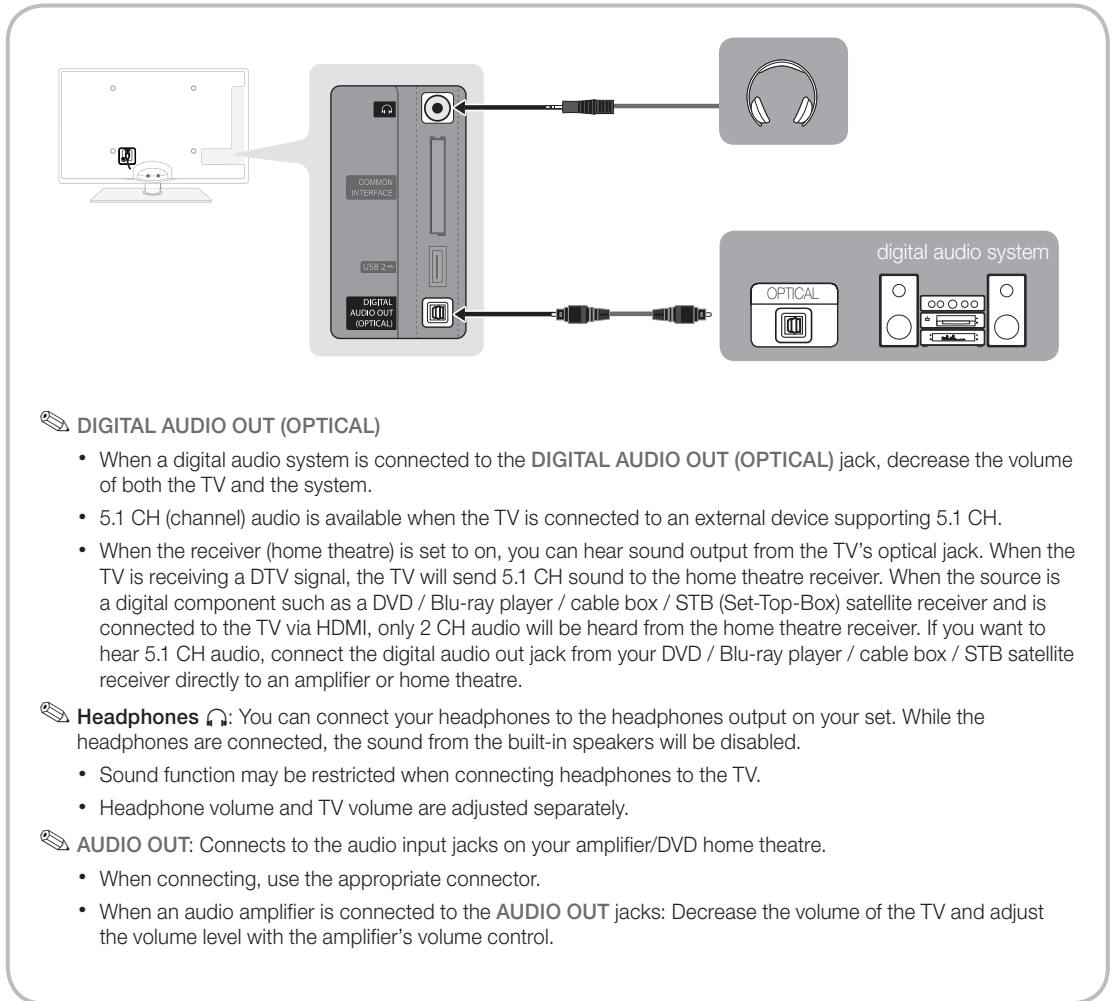 COMMON
INTERFACE
USB 2
DIGITAL
AUDIO OUT
(OPTICAL)
digital audio system
OPTICAL
DIGITAL AUDIO OUT (OPTICAL)
• When a digital audio system is connected to the DIGITAL AUDIO OUT (OPTICAL) jack, decrease the volume
of both the TV and the system.
• 5.1 CH (channel) audio is available when the TV is connected to an external device supporting 5.1 CH.
• When the receiver (home theatre) is set to on, you can hear sound output from the TV’s optical jack. When the
TV is receiving a DTV signal, the TV will send 5.1 CH sound to the home theatre receiver. When the source is
a digital component such as a DVD / Blu-ray player / cable box / STB (Set-Top-Box) satellite receiver and is
connected to the TV via HDMI, only 2 CH audio will be heard from the home theatre receiver. If you want to
hear 5.1 CH audio, connect the digital audio out jack from your DVD / Blu-ray player / cable box / STB satellite
receiver directly to an amplifier or home theatre.
Headphones : You can connect your headphones to the headphones output on your set. While the
headphones are connected, the sound from the built-in speakers will be disabled.
• Sound function may be restricted when connecting headphones to the TV.
• Headphone volume and TV volume are adjusted separately.
AUDIO OUT: Connects to the audio input jacks on your amplifier/DVD home theatre.
• When connecting, use the appropriate connector.
• When an audio amplifier is connected to the AUDIO OUT jacks: Decrease the volume of the TV and adjust
the volume level with the amplifier’s volume control.